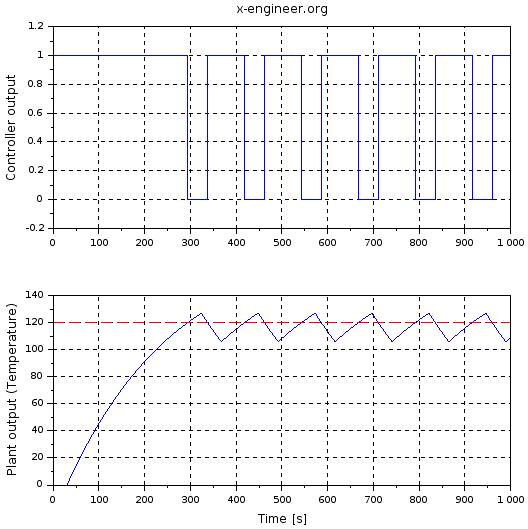 x-engineer.org
1.2
1
0.8
0.6
0.4
0.2
0
-0.2
Controller output
0 100 200 300 400 500 600 700 800 900 1 000
140
120
100
80
60
40
20
0
Plant output (Temperature)
0 100 200 300 400 500 600 700 800 900 1 000
Time [s]